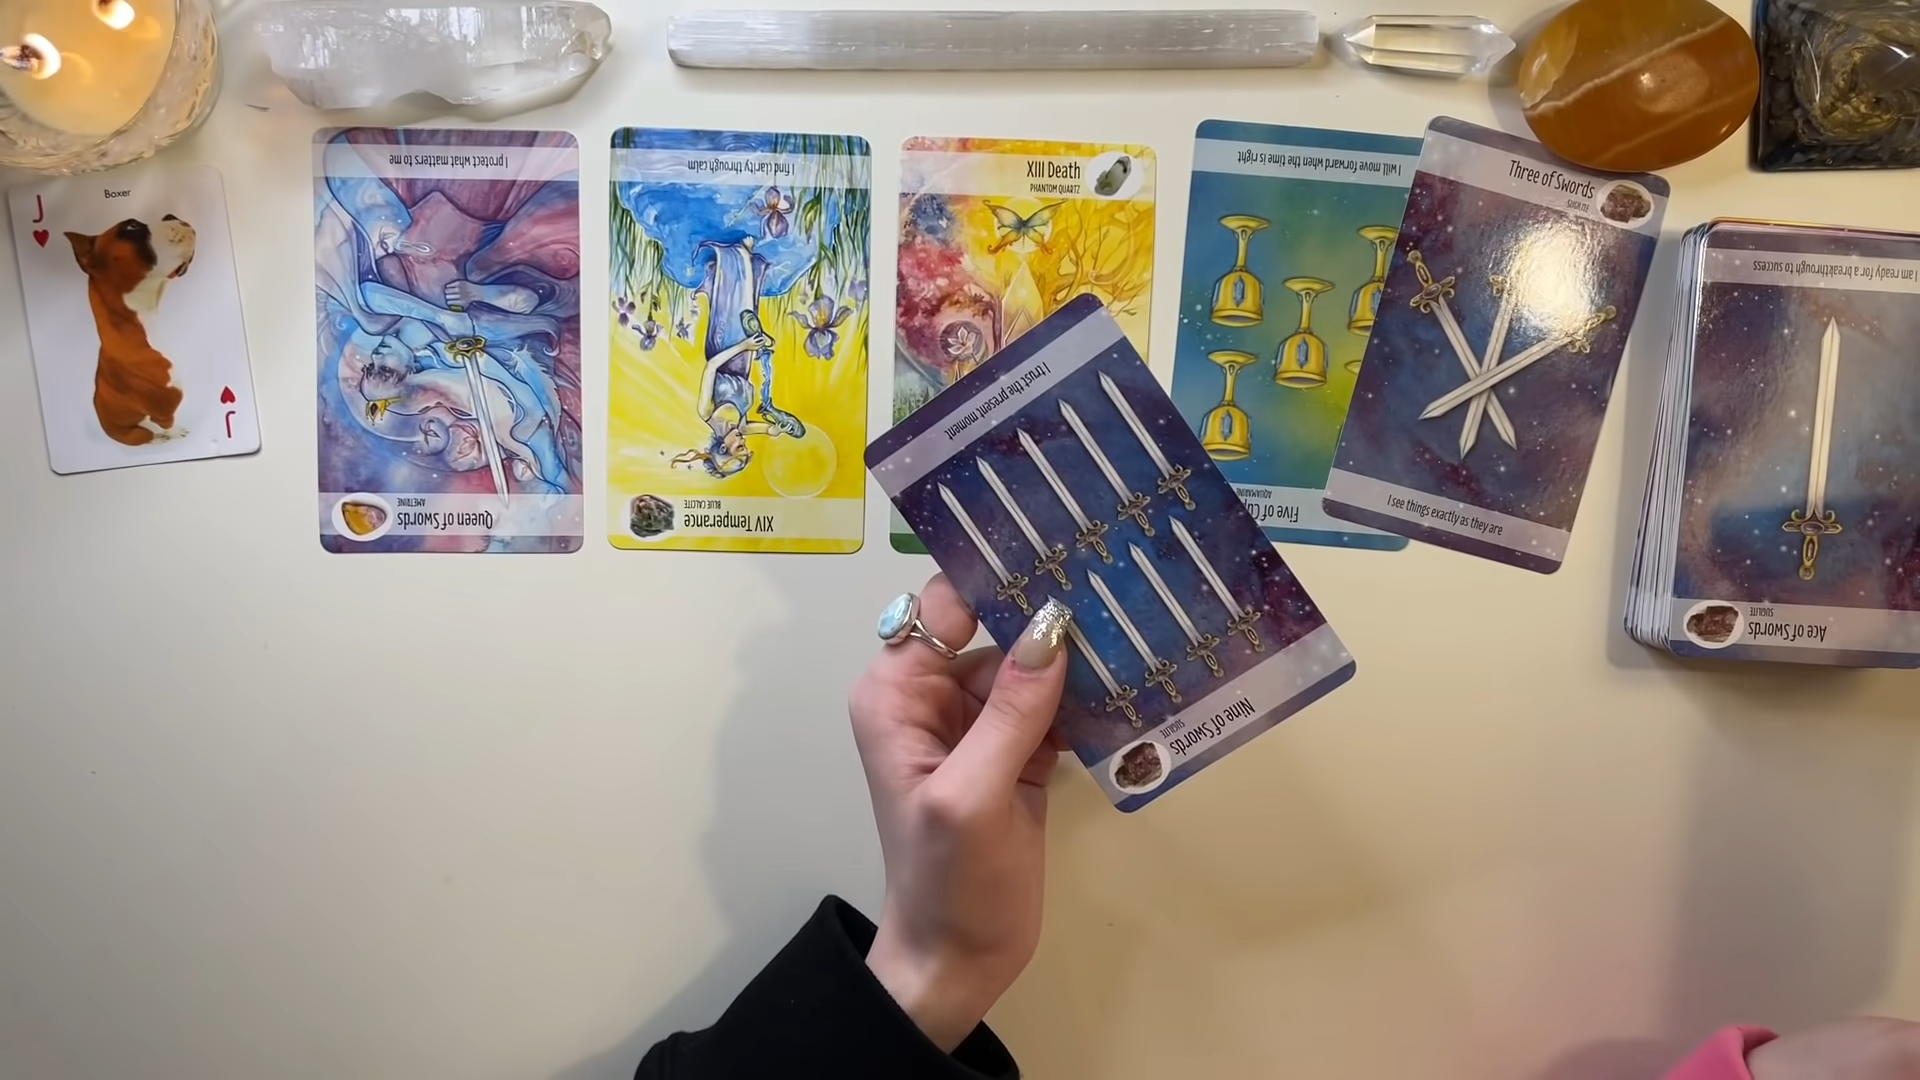 J
Boxer
J
I protect what matters to me
Queen of Swords
AMETRINE
I find clarity through calm
XIV Temperance
BLUE CALCITE
XIII Death
PHANTOM QUARTZ
I trust the present moment
Nine of Swords
SUGILITE
I will move forward when the time is right
Five of Cu
AQUAMARINE
Three of Swords
SUGILITE
I see things exactly as they are
I am ready for a breakthrough to success
Ace of Swords
SUGILITE